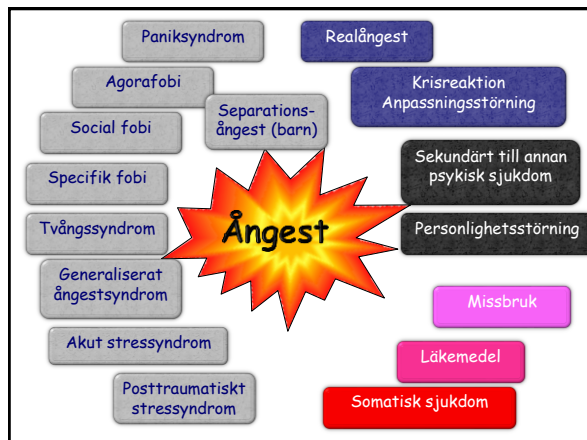 Paniksyndrom
Agorafobi
Separations-
ångest (barn)
Social fobi
Specifik fobi
Tvångssyndrom
Generaliserat
ångestsyndrom
Akut stressyndrom
Posttraumatiskt
stressyndrom
Ångest
Realångest
Krisreaktion
Anpassningsstörning
Sekundärt till annan
psykisk sjukdom
Personlighetsstörning
Missbruk
Läkemedel
Somatisk sjukdom